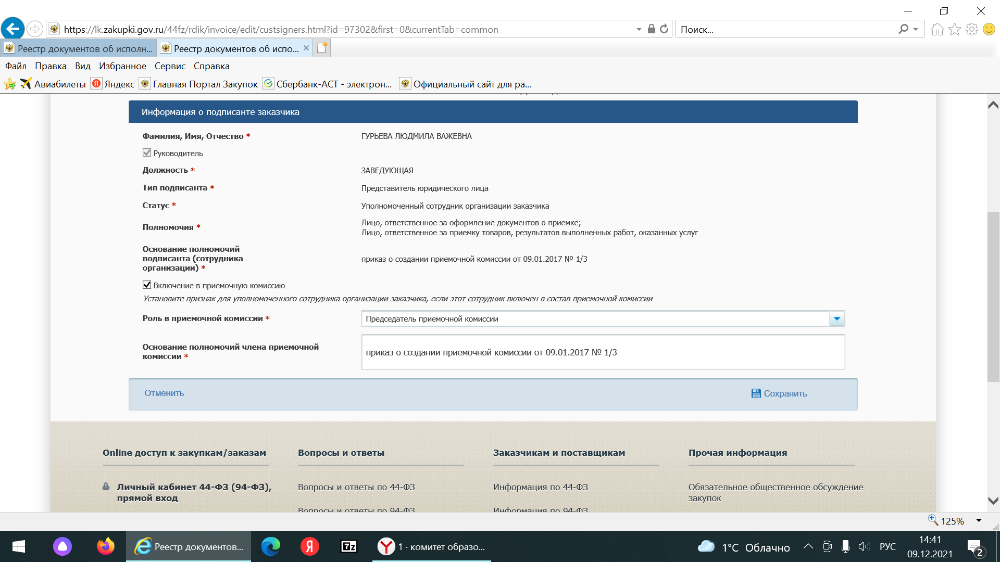 https://lk.zakupki.gov.ru/44fz/rdik/invoice/edit/custsigners.html?id=97302&first=0&currentTab=common
Поиск...
Реестр документов об исполн...
Реестр документов об испо...
Файл Правка Вид Избранное Сервис Справка
Авиабилеты Яндекс Главная Портал Закупок Сбербанк-АСТ - электрон... Официальный сайт для ра...
Информация о подписанте заказчика
Фамилия, Имя, Отчество * ГУРЬЕВА ЛЮДМИЛА ВАЖЕВНА
Руководитель
Должность * ЗАВЕДУЮЩАЯ
Тип подписанта * Представитель юридического лица
Статус * Уполномоченный сотрудник организации заказчика
Полномочия *
Лицо, ответственное за оформление документов о приемке;
Лицо, ответственное за приемку товаров, результатов выполненных работ, оказанных услуг
Основание полномочий
подписанта (сотрудника
организации) *
приказ о создании приемочной комиссии от 09.01.2017 № 1/3
Включение в приемочную комиссию
Установите признак для уполномоченного сотрудника организации заказчика, если этот сотрудник включен в состав приемочной комиссии
Роль в приемочной комиссии * Председатель приемочной комиссии
Основание полномочий члена приемочной
комиссии *
приказ о создании приемочной комиссии от 09.01.2017 № 1/3
Отменить Сохранить
Online доступ к закупкам/заказам Вопросы и ответы Заказчикам и поставщикам Прочая информация
Личный кабинет 44-ФЗ (94-ФЗ),
прямой вход
Вопросы и ответы по 44-ФЗ
Информация по 44-ФЗ
Обязательное общественное обсуждение
закупок
Вопросы и ответы по 94-ФЗ
Информация по 94-ФЗ
125%
Реестр документов...
7z
1 · комитет образо...
1°C Облачно
РУС
14:41
09.12.2021
2